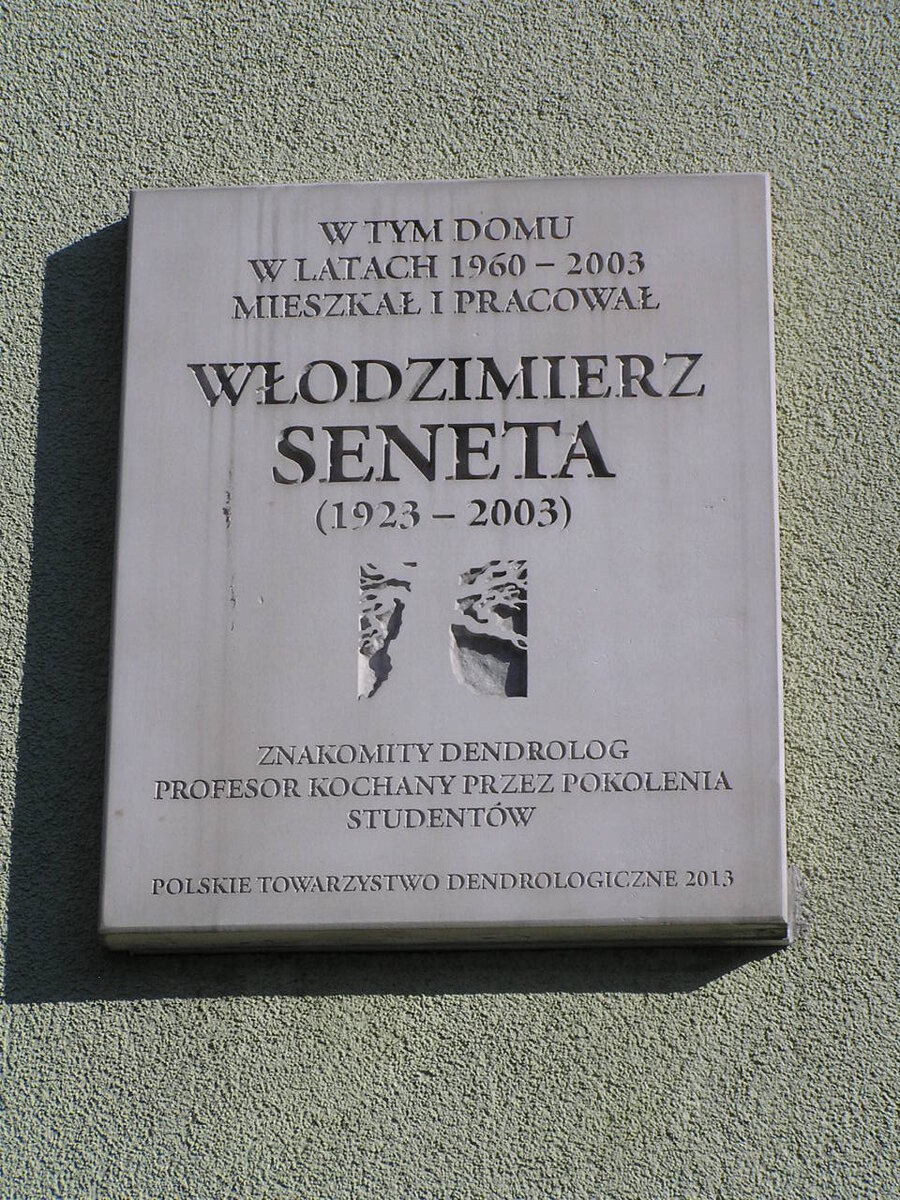 W TYM DOMU
W LATACH 1960 – 2003
MIESZKAŁ I PRACOWAŁ
WŁODZIMIERZ
SENETA
(1923 – 2003)
ZNAKOMITY DENDROLOG
PROFESOR KOCHANY PRZEZ POKOLENIA
STUDENTÓW
POLSKIE TOWARZYSTWO DENDROLOGICZNE 2013